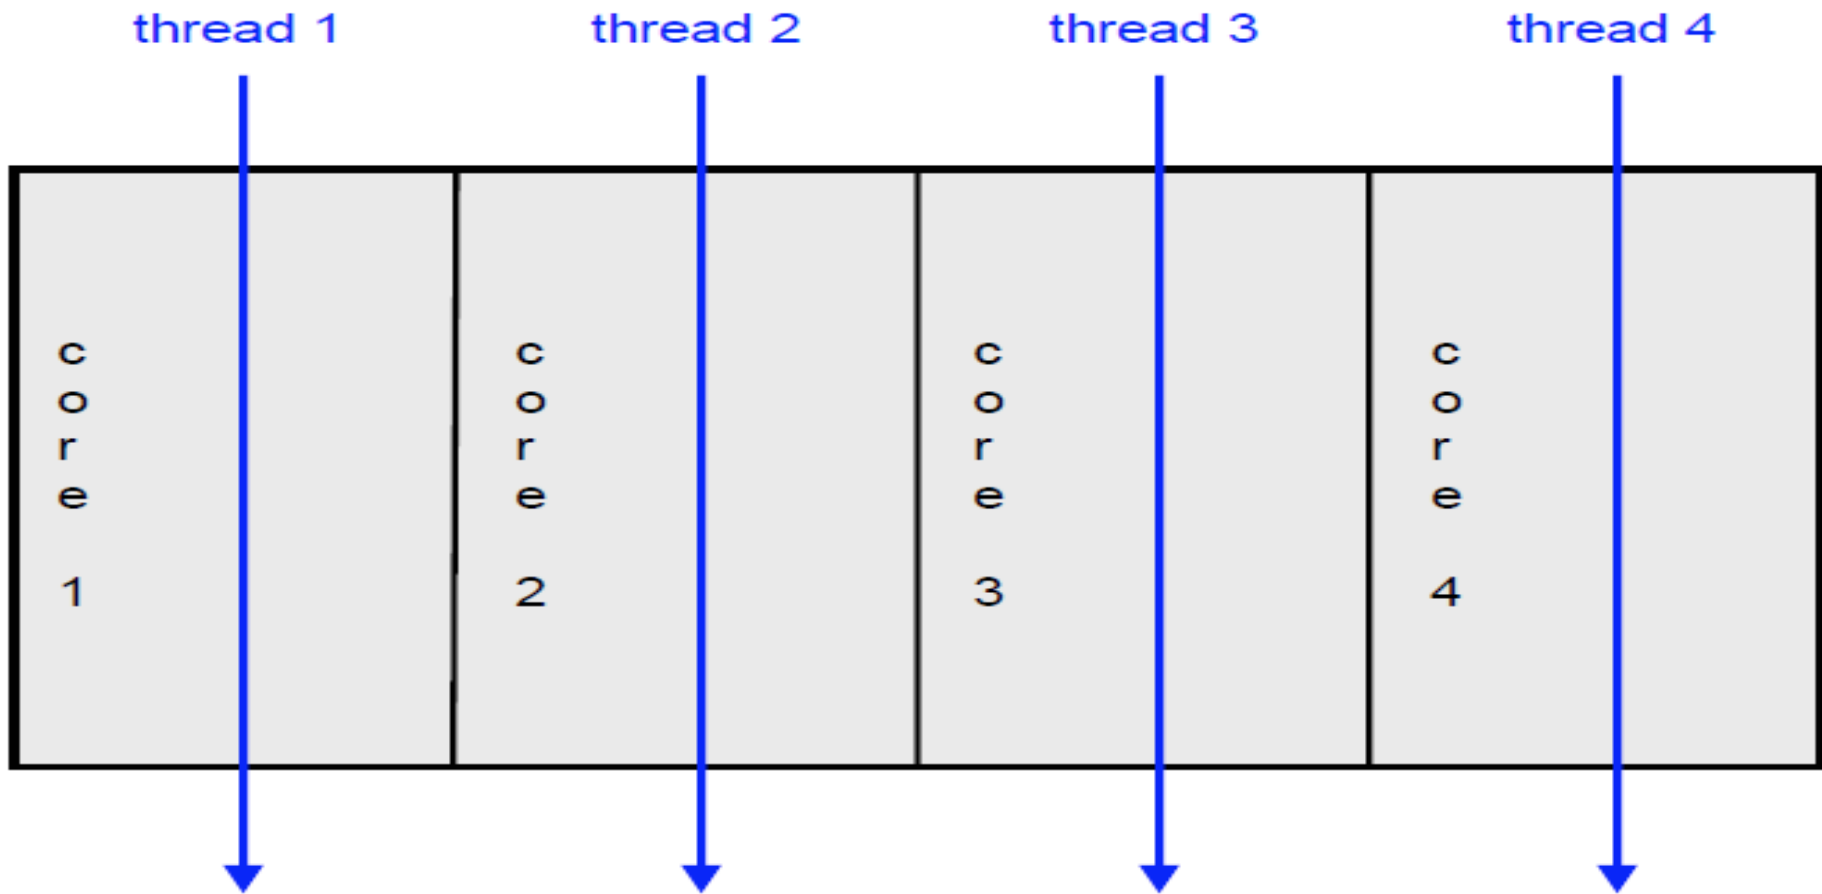 thread 1
thread 2
thread 3
thread 4
core 1
core 2
core 3
core 4